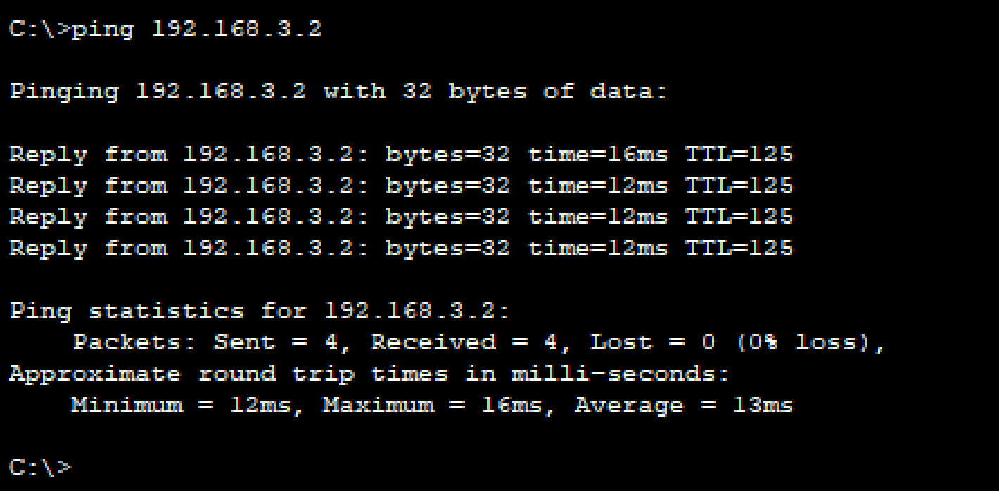 C:\>ping 192.168.3.2
Pinging 192.168.3.2 with 32 bytes of data:
Reply from 192.168.3.2: bytes=32 time=16ms TTL=125
Reply from 192.168.3.2: bytes=32 time=12ms TTL=125
Reply from 192.168.3.2: bytes=32 time=12ms TTL=125
Reply from 192.168.3.2: bytes=32 time=12ms TTL=125
Ping statistics for 192.168.3.2:
    Packets: Sent = 4, Received = 4, Lost = 0 (0% loss),
Approximate round trip times in milli-seconds:
    Minimum = 12ms, Maximum = 16ms, Average = 13ms
C:\>